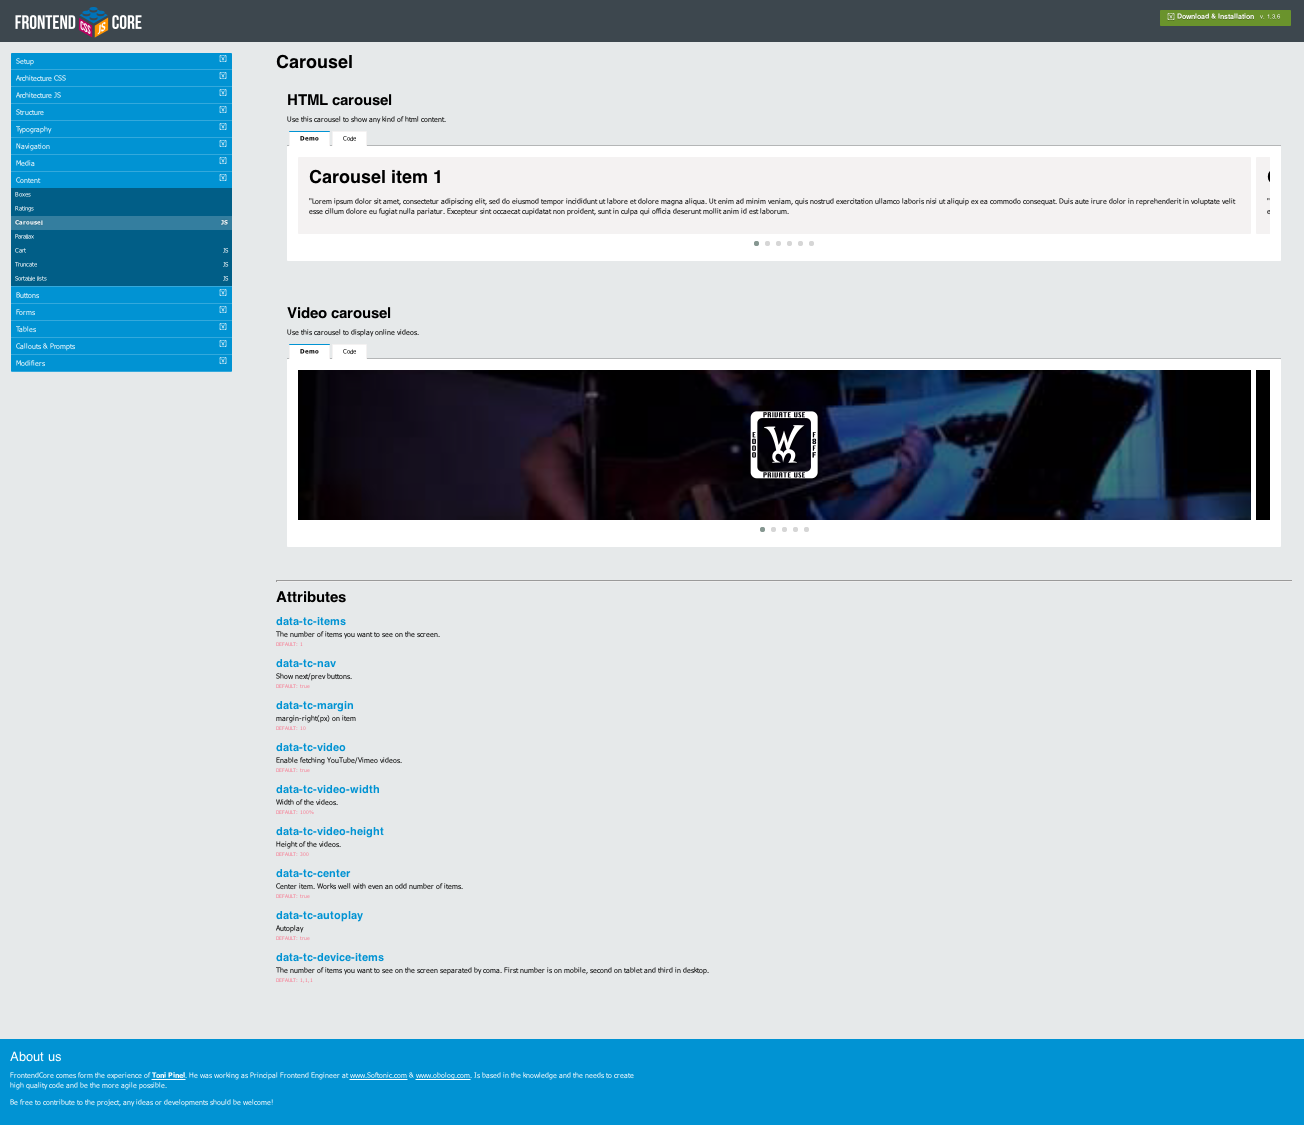 FRONTEND CSS JS CORE
Download & Installation v. 1.3.6
Setup
Architecture CSS
Architecture JS
Structure
Typography
Navigation
Media
Content
Boxes
Ratings
Carousel JS
Parallax
Cart JS
Truncate JS
Sortable lists JS
Buttons
Forms
Tables
Callouts & Prompts
Modifiers
Carousel
HTML carousel
Use this carousel to show any kind of html content.
Demo Code
Carousel item 1
"Lorem ipsum dolor sit amet, consectetur adipiscing elit, sed do eiusmod tempor incididunt ut labore et dolore magna aliqua. Ut enim ad minim veniam, quis nostrud exercitation ullamco laboris nisi ut aliquip ex ea commodo consequat. Duis aute irure dolor in reprehenderit in voluptate velit
esse cillum dolore eu fugiat nulla pariatur. Excepteur sint occaecat cupidatat non proident, sunt in culpa qui officia deserunt mollit anim id est laborum.
Video carousel
Use this carousel to display online videos.
Demo Code
PRIVATE USE
E000 F8FF
PRIVATE USE
Attributes
data-tc-items
The number of items you want to see on the screen.
DEFAULT: 1
data-tc-nav
Show next/prev buttons.
DEFAULT: true
data-tc-margin
margin-right(px) on item
DEFAULT: 10
data-tc-video
Enable fetching YouTube/Vimeo videos.
DEFAULT: true
data-tc-video-width
Width of the videos.
DEFAULT: 100%
data-tc-video-height
Height of the videos.
DEFAULT: 300
data-tc-center
Center item. Works well with even an odd number of items.
DEFAULT: true
data-tc-autoplay
Autoplay
DEFAULT: true
data-tc-device-items
The number of items you want to see on the screen separated by coma. First number is on mobile, second on tablet and third in desktop.
DEFAULT: 1,1,1
About us
FrontendCore comes form the experience of Toni Pinel. He was working as Principal Frontend Engineer at www.Softonic.com & www.obolog.com. Is based in the knowledge and the needs to create
high quality code and be the more agile possible.
Be free to contribute to the project, any ideas or developments should be welcome!